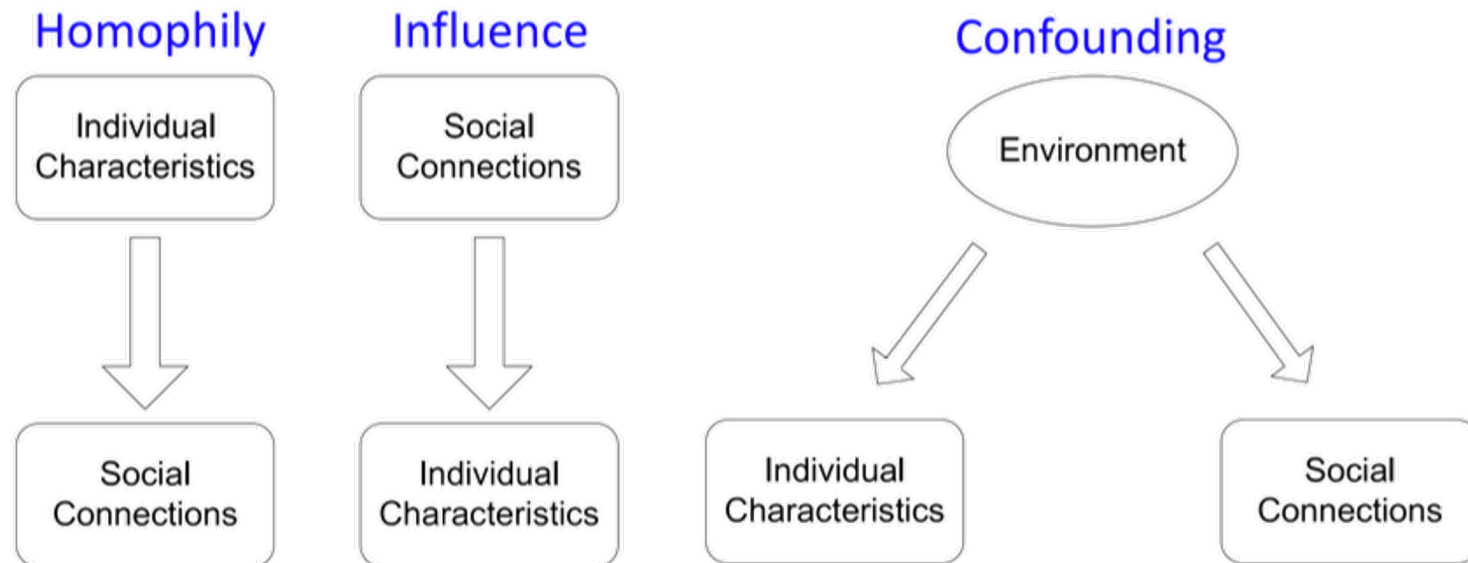 Homophily
Influence
Confounding
Individual
Characteristics
Social
Connections
Environment
Social
Connections
Individual
Characteristics
Individual
Characteristics
Social
Connections